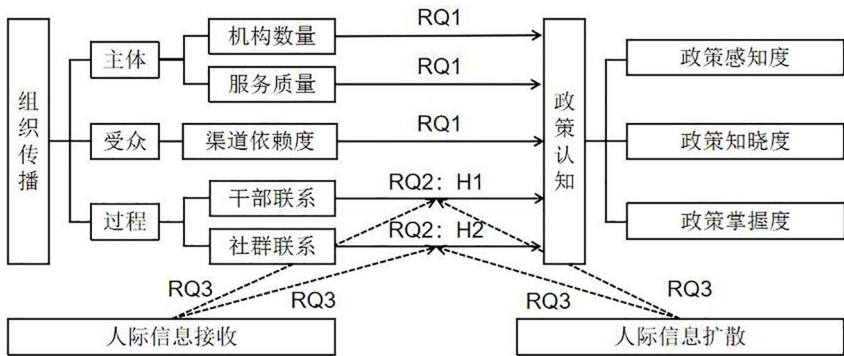 组织传播
主体
机构数量
RQ1
服务质量
RQ1
受众
渠道依赖度
RQ1
过程
干部联系
RQ2：H1
社群联系
RQ2：H2
政策认知
政策感知度
政策知晓度
政策掌握度
RQ3
RQ3
RQ3
RQ3
人际信息接收
人际信息扩散